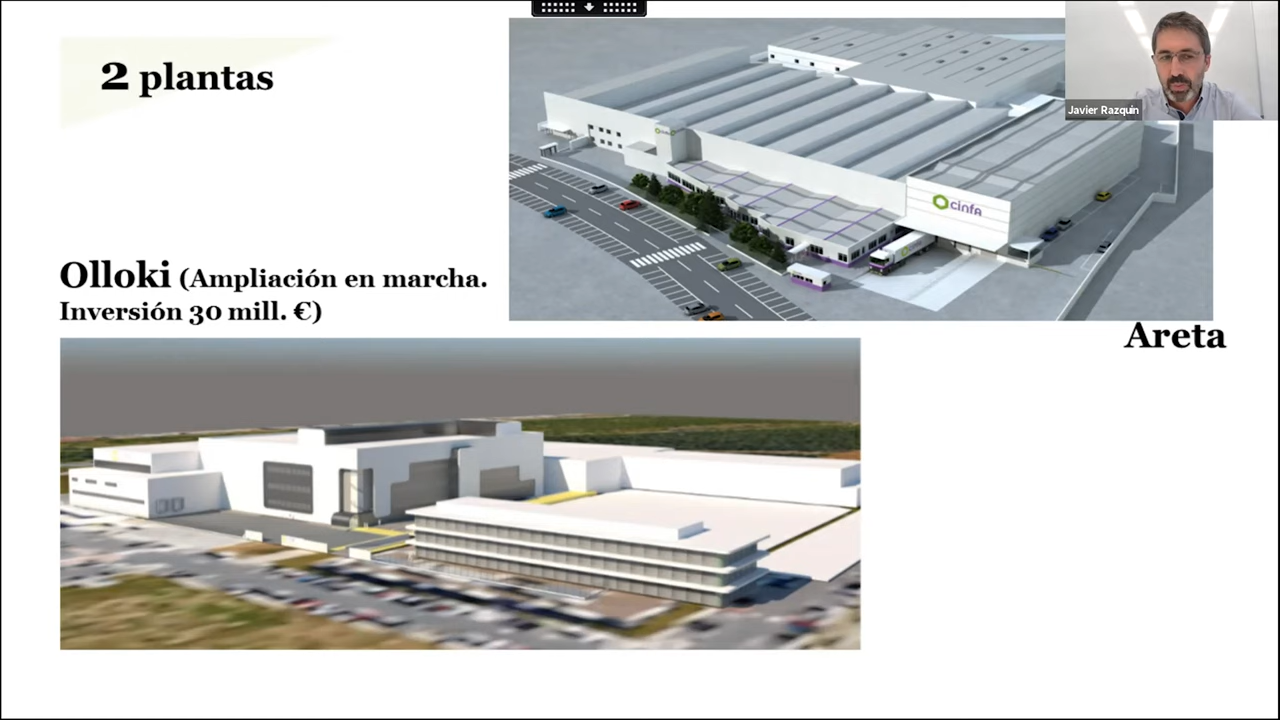 2 plantas
Javier Razquin
cinfa
Olloki (Ampliación en marcha.
Inversión 30 mill. €)
Areta